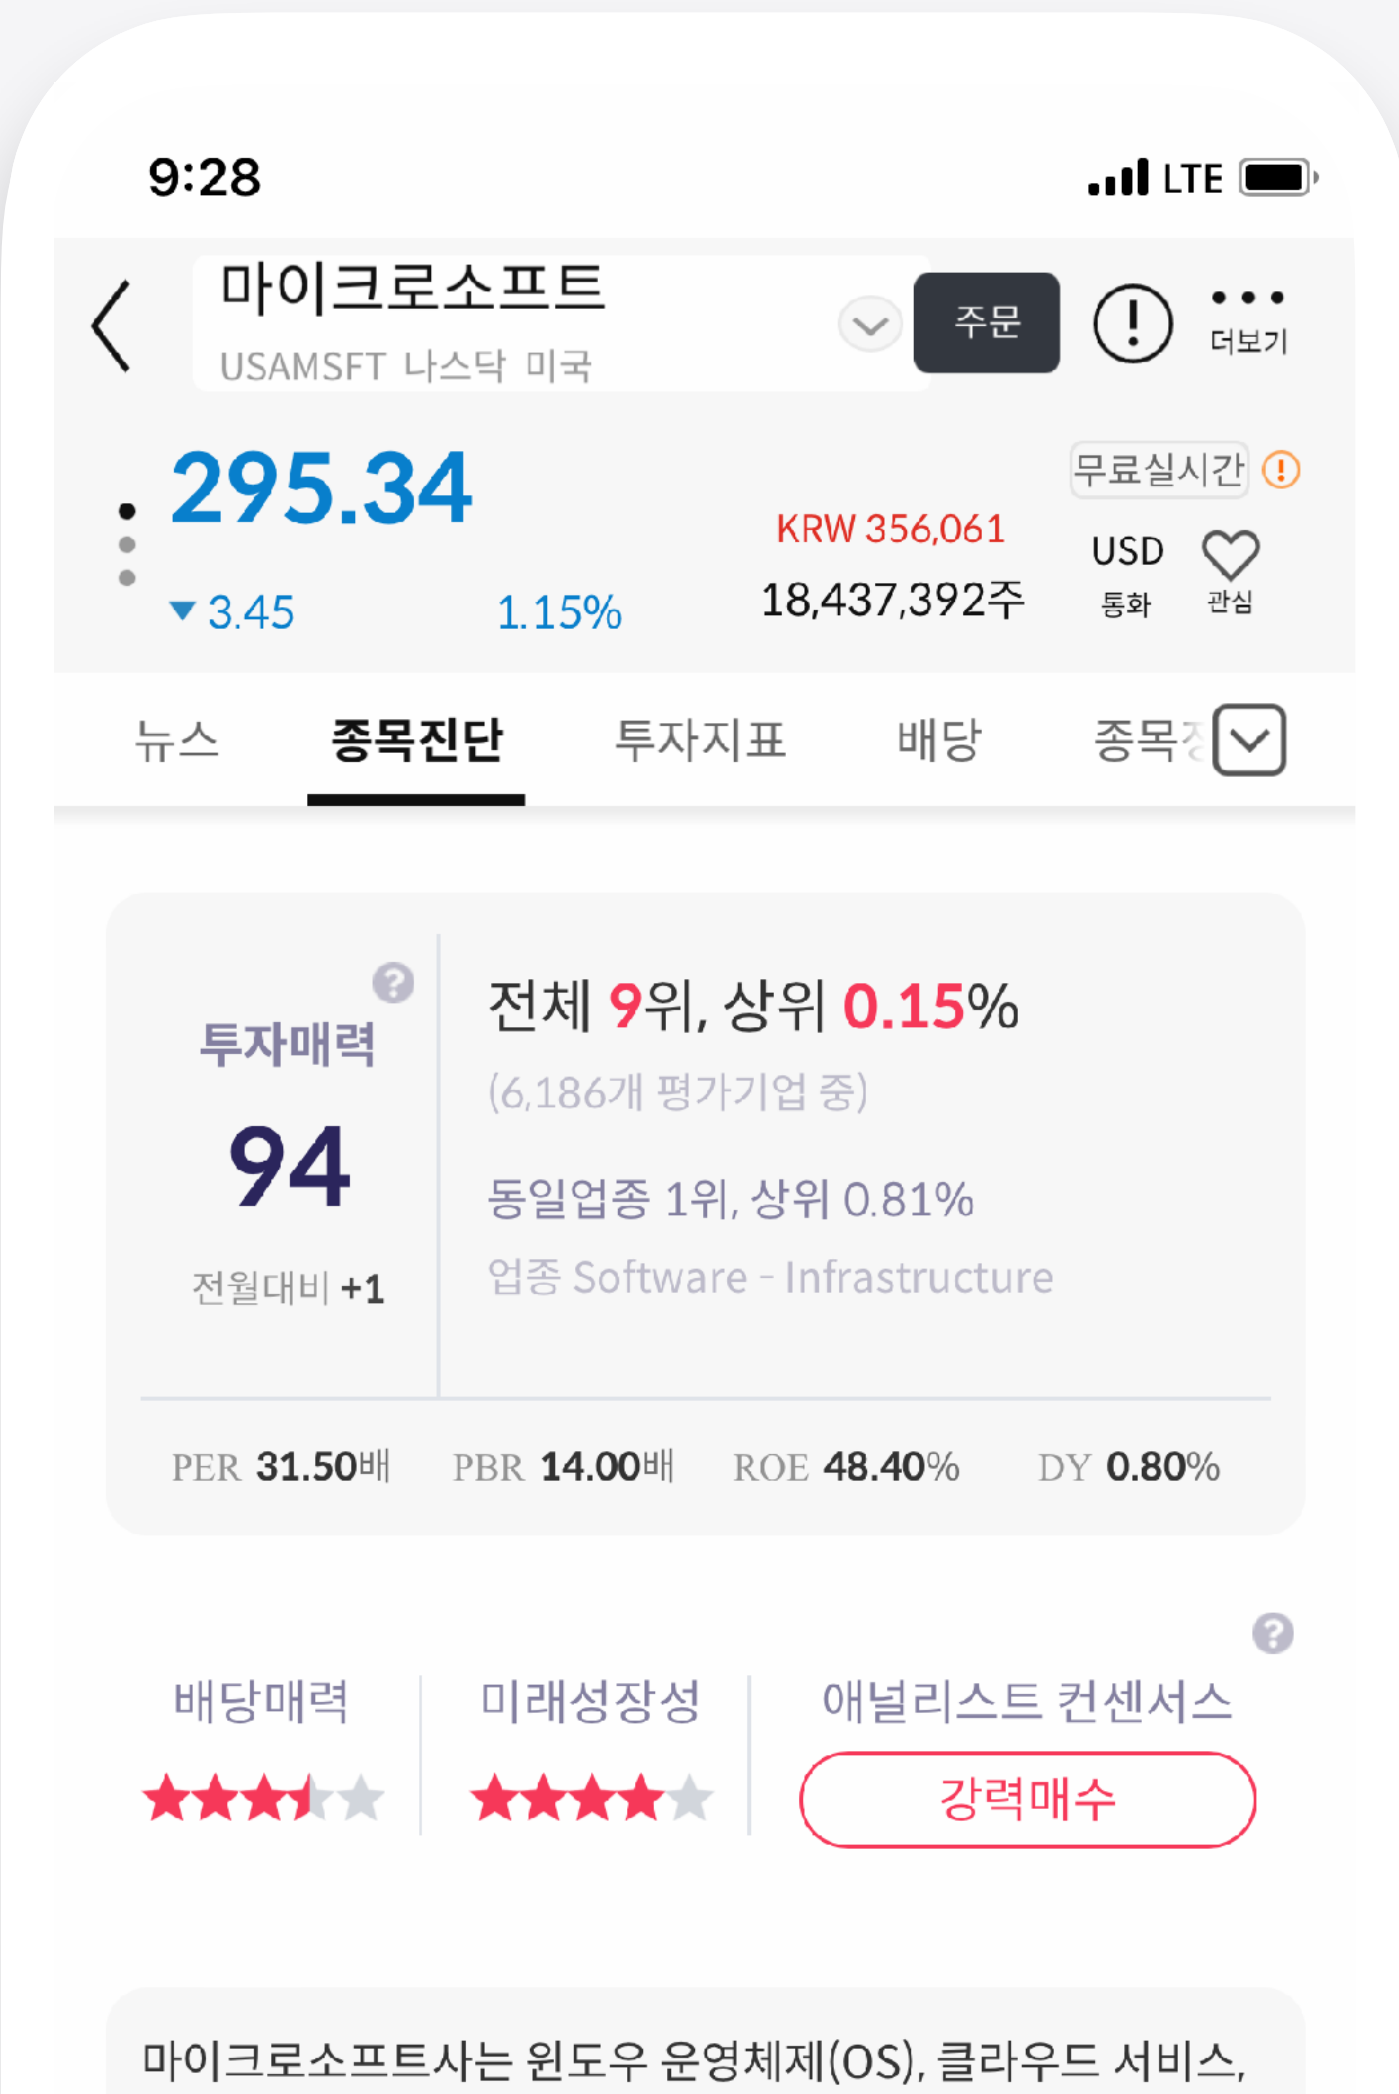 9:28
LTE
마이크로소프트
USAMSFT 나스닥 미국
주문
더보기
295.34
무료실시간
KRW 356,061
USD
통화
관심
▼ 3.45 1.15%
18,437,392주
뉴스 종목진단 투자지표 배당 종목
투자매력
94
전월대비 +1
전체 9위, 상위 0.15%
(6,186개 평가기업 중)
동일업종 1위, 상위 0.81%
업종 Software - Infrastructure
PER 31.50배 PBR 14.00배 ROE 48.40% DY 0.80%
배당매력
미래성장성
애널리스트 컨센서스
강력매수
마이크로소프트사는 윈도우 운영체제(OS), 클라우드 서비스,